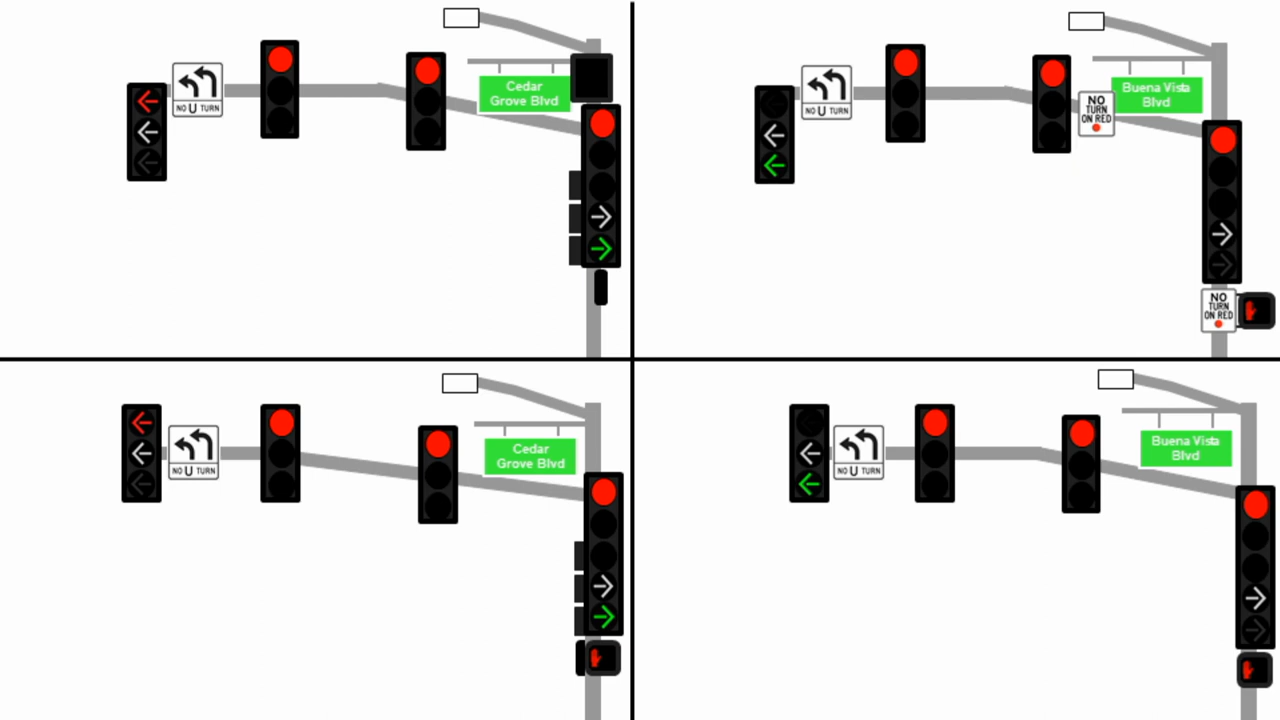 NO U TURN
Cedar
Grove Blvd
NO U TURN
Buena Vista
Blvd
NO
TURN
ON RED
NO
TURN
ON RED
NO U TURN
Cedar
Grove Blvd
NO U TURN
Buena Vista
Blvd